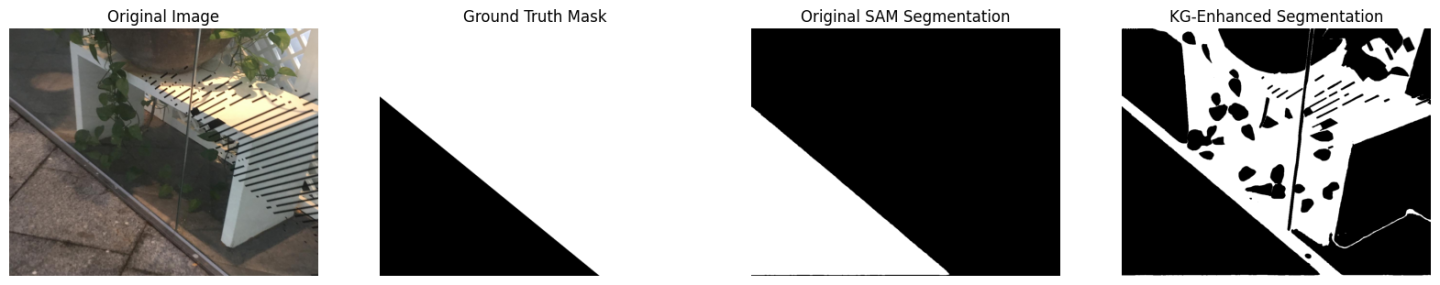 Original Image
Ground Truth Mask
Original SAM Segmentation
KG-Enhanced Segmentation